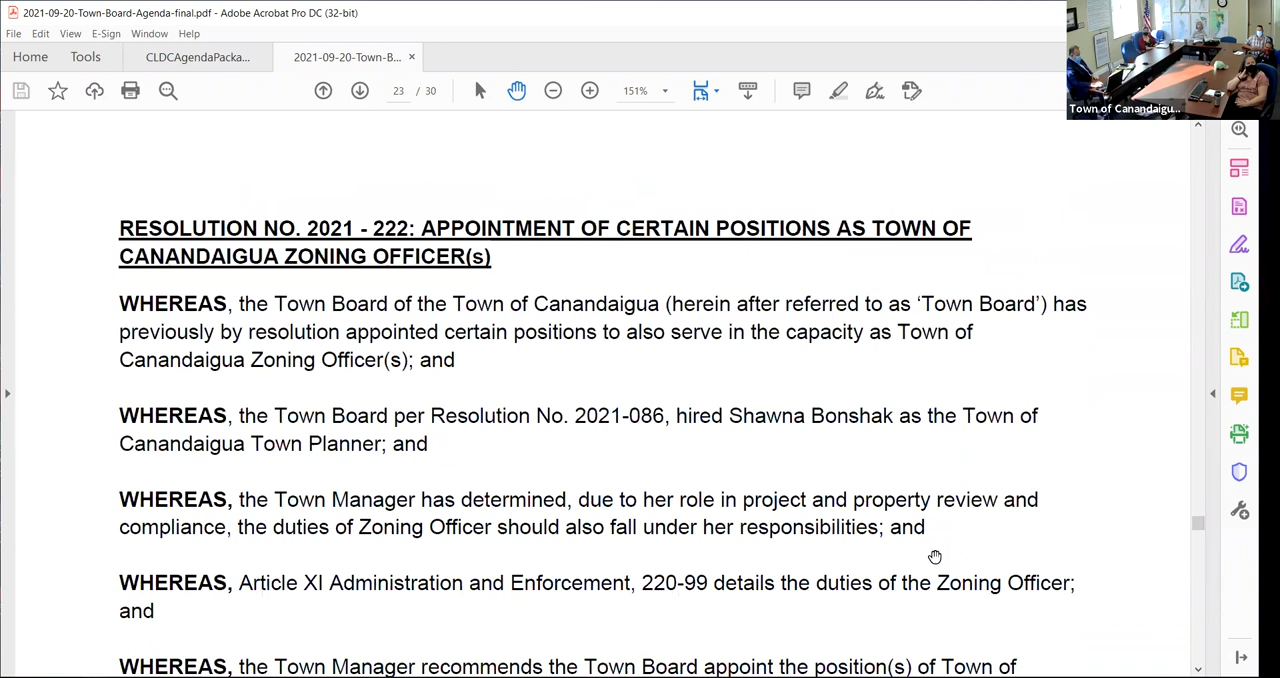 2021-09-20-Town-Board-Agenda-final.pdf - Adobe Acrobat Pro DC (32-bit)
File Edit View E-Sign Window Help
Home Tools CLDCAgendaPacka... 2021-09-20-Town-B... ×
23 / 30 151%
Town of Canandaigu...
RESOLUTION NO. 2021 - 222: APPOINTMENT OF CERTAIN POSITIONS AS TOWN OF
CANANDAIGUA ZONING OFFICER(s)
WHEREAS, the Town Board of the Town of Canandaigua (herein after referred to as ‘Town Board’) has
previously by resolution appointed certain positions to also serve in the capacity as Town of
Canandaigua Zoning Officer(s); and
WHEREAS, the Town Board per Resolution No. 2021-086, hired Shawna Bonshak as the Town of
Canandaigua Town Planner; and
WHEREAS, the Town Manager has determined, due to her role in project and property review and
compliance, the duties of Zoning Officer should also fall under her responsibilities; and
WHEREAS, Article XI Administration and Enforcement, 220-99 details the duties of the Zoning Officer;
and
WHEREAS, the Town Manager recommends the Town Board appoint the position(s) of Town of